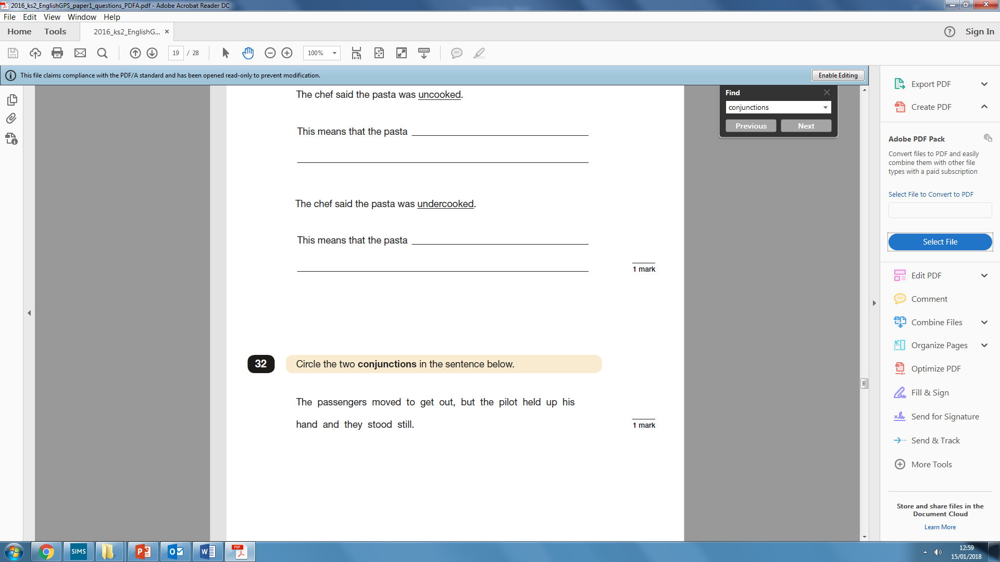 2016_ks2_EnglishGPS_paper1_questions_PDFA.pdf - Adobe Acrobat Reader DC
File Edit View Window Help
Home Tools 2016_ks2_EnglishG... × Sign In
19 / 28 100%
This file claims compliance with the PDF/A standard and has been opened read-only to prevent modification. Enable Editing
The chef said the pasta was uncooked.
This means that the pasta
The chef said the pasta was undercooked.
This means that the pasta
1 mark
32 Circle the two conjunctions in the sentence below.
The passengers moved to get out, but the pilot held up his
hand and they stood still.
1 mark
Find
conjunctions
Previous Next
Export PDF
Create PDF
Adobe PDF Pack
Convert files to PDF and easily
combine them with other file
types with a paid subscription
Select File to Convert to PDF
Select File
Edit PDF
Comment
Combine Files
Organize Pages
Optimize PDF
Fill & Sign
Send for Signature
Send & Track
More Tools
Store and share files in the
Document Cloud
Learn More
SIMS
PDF
12:59
15/01/2018